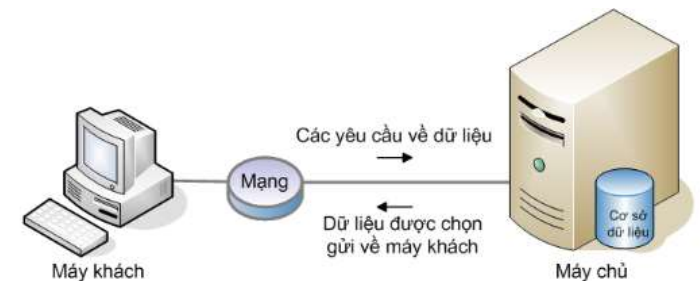 Các yêu cầu về dữ liệu
Mạng
Dữ liệu được chọn
gửi về máy khách
Cơ sở
dữ liệu
Máy khách
Máy chủ